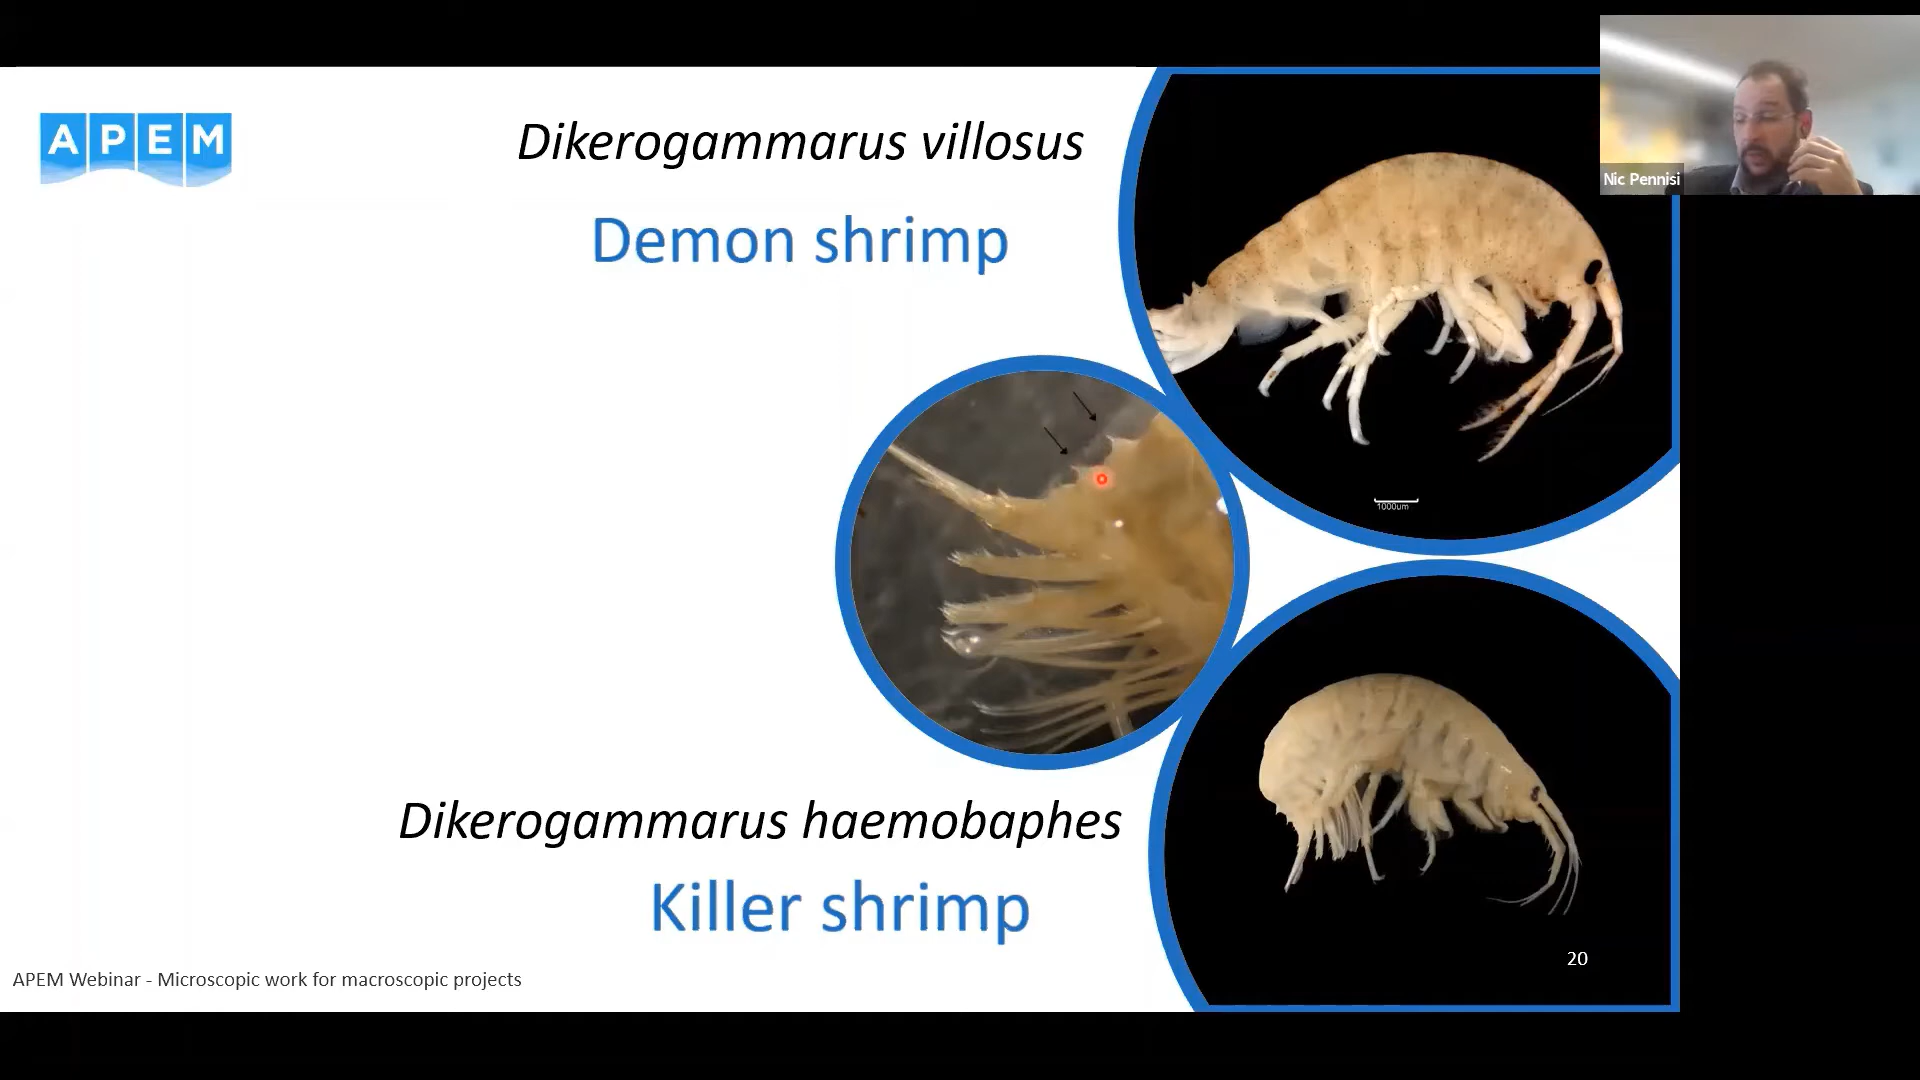 APEM
Dikerogammarus villosus
Demon shrimp
Nic Pennisi
1000um
Dikerogammarus haemobaphes
Killer shrimp
20
APEM Webinar - Microscopic work for macroscopic projects